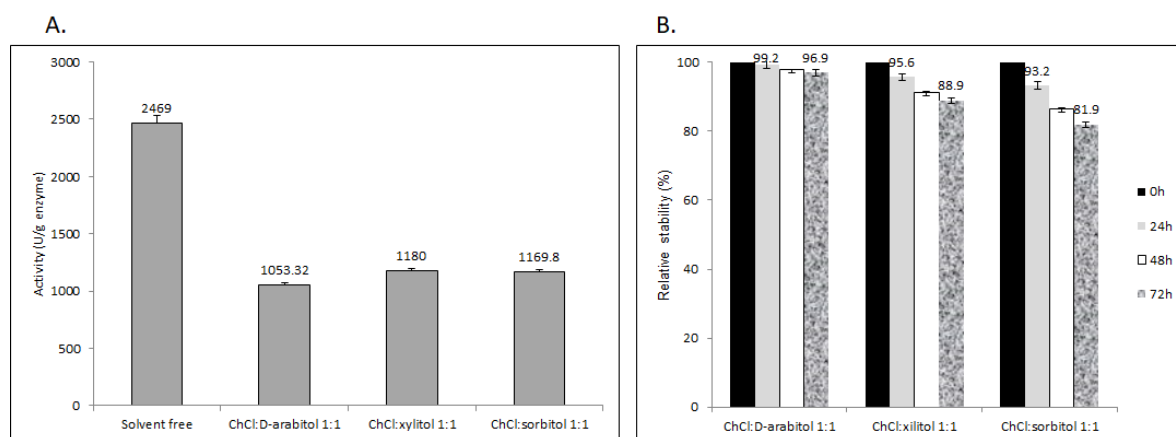 A.
B.
3000
2500
2000
1500
1000
500
0
Activity (U/g enzyme)
2469
1053.32
1180
1169.8
Solvent free
ChCl:D-arabitol 1:1
ChCl:xylitol 1:1
ChCl:sorbitol 1:1
100
80
60
40
20
0
Relative stability (%)
99.2
96.9
95.6
88.9
93.2
81.9
ChCl:D-arabitol 1:1
ChCl:xilitol 1:1
ChCl:sorbitol 1:1
0h
24h
48h
72h